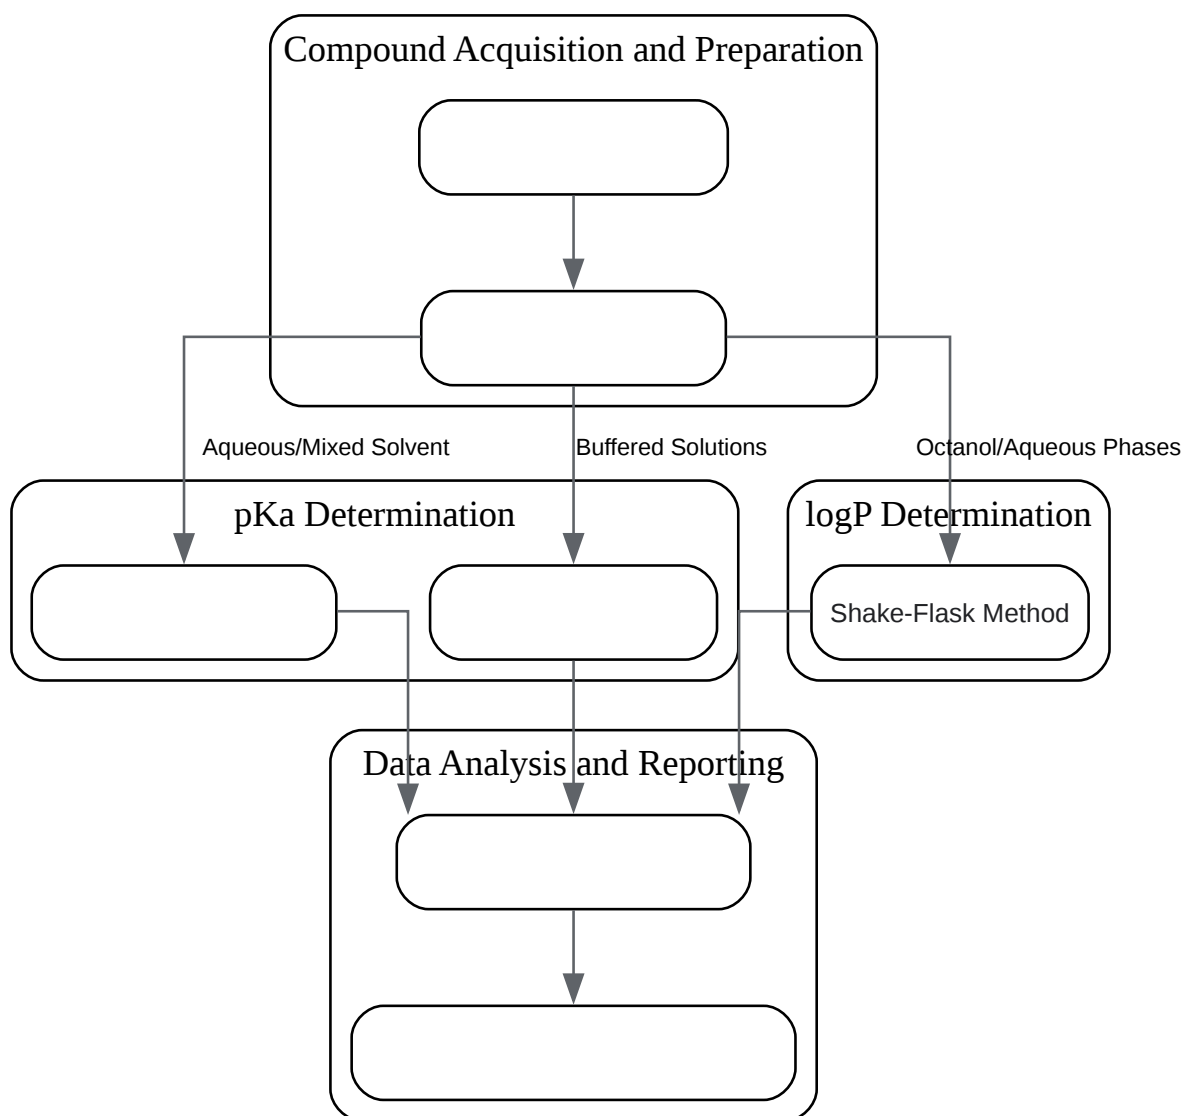 Compound Acquisition and Preparation
Aqueous/Mixed Solvent
Buffered Solutions
Octanol/Aqueous Phases
pKa Determination
logP Determination
Shake-Flask Method
Data Analysis and Reporting